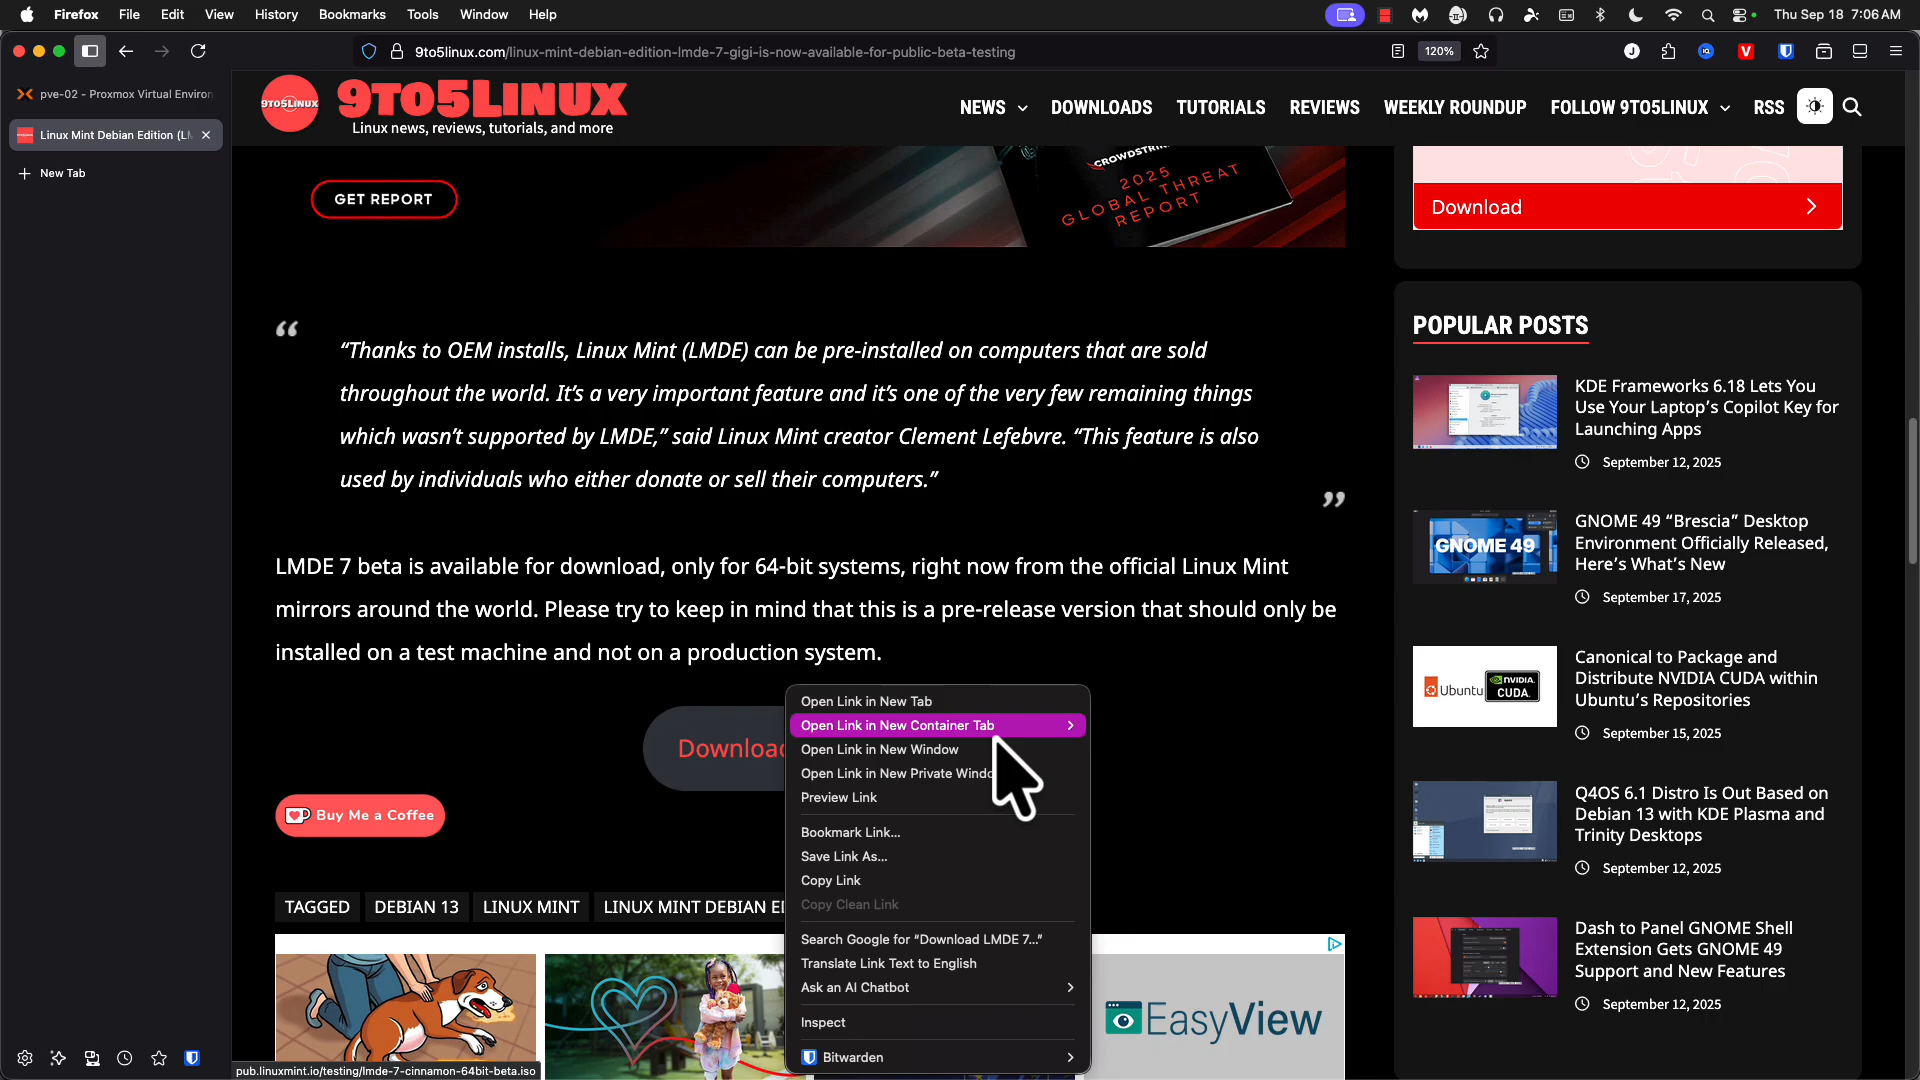 Firefox File Edit View History Bookmarks Tools Window Help
Thu Sep 18 7:06 AM
9to5linux.com/linux-mint-debian-edition-lmde-7-gigi-is-now-available-for-public-beta-testing
120%
pve-02 - Proxmox Virtual Environ
Linux Mint Debian Edition (LM
New Tab
9TO5LINUX
9TO5LINUX
Linux news, reviews, tutorials, and more
NEWS DOWNLOADS TUTORIALS REVIEWS WEEKLY ROUNDUP FOLLOW 9TO5LINUX RSS
GET REPORT
CROWDSTRI
2025
GLOBAL THREAT
REPORT
Download
“
“Thanks to OEM installs, Linux Mint (LMDE) can be pre-installed on computers that are sold
throughout the world. It’s a very important feature and it’s one of the very few remaining things
which wasn’t supported by LMDE,” said Linux Mint creator Clement Lefebvre. “This feature is also
used by individuals who either donate or sell their computers.”
”
LMDE 7 beta is available for download, only for 64-bit systems, right now from the official Linux Mint
mirrors around the world. Please try to keep in mind that this is a pre-release version that should only be
installed on a test machine and not on a production system.
Download
Buy Me a Coffee
TAGGED DEBIAN 13 LINUX MINT LINUX MINT DEBIAN ED
Open Link in New Tab
Open Link in New Container Tab
Open Link in New Window
Open Link in New Private Windo
Preview Link
Bookmark Link...
Save Link As...
Copy Link
Copy Clean Link
Search Google for “Download LMDE 7...”
Translate Link Text to English
Ask an AI Chatbot
Inspect
Bitwarden
EasyView
pub.linuxmint.io/testing/lmde-7-cinnamon-64bit-beta.iso
POPULAR POSTS
KDE Frameworks 6.18 Lets You
Use Your Laptop’s Copilot Key for
Launching Apps
September 12, 2025
GNOME 49
GNOME 49 “Brescia” Desktop
Environment Officially Released,
Here’s What’s New
September 17, 2025
Ubuntu
NVIDIA.
CUDA.
Canonical to Package and
Distribute NVIDIA CUDA within
Ubuntu’s Repositories
September 15, 2025
Q4OS 6.1 Distro Is Out Based on
Debian 13 with KDE Plasma and
Trinity Desktops
September 12, 2025
Dash to Panel GNOME Shell
Extension Gets GNOME 49
Support and New Features
September 12, 2025